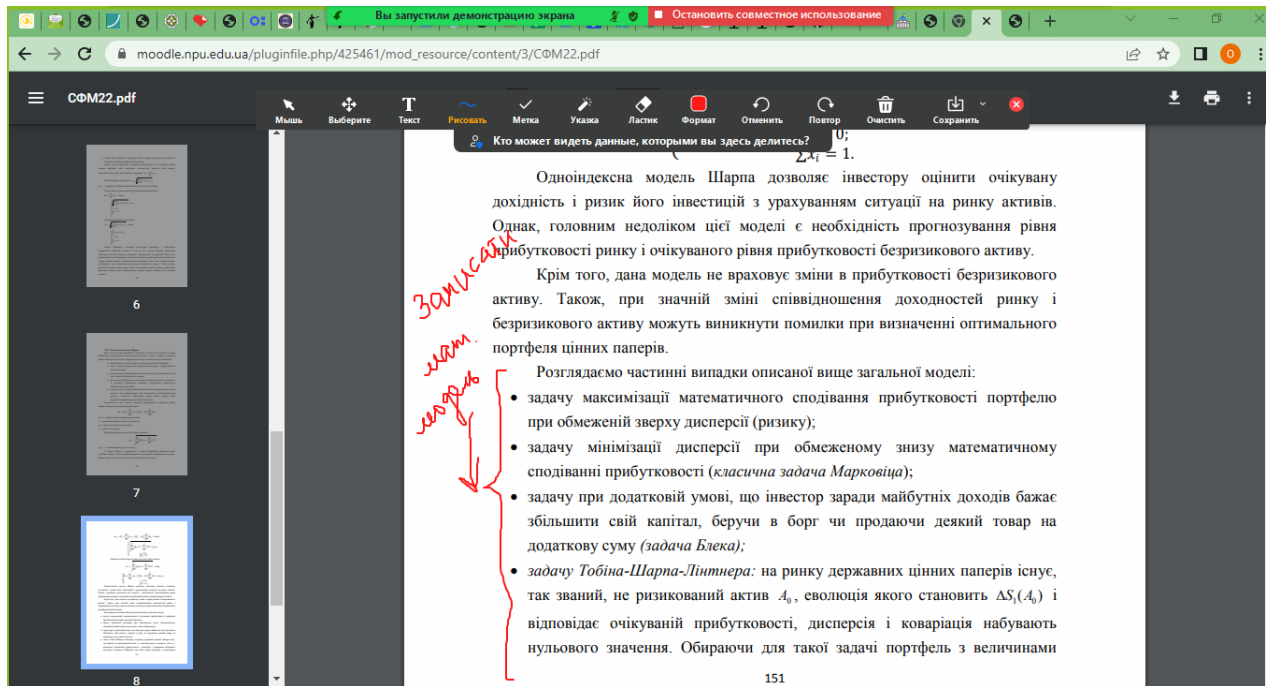 Вы запустили демонстрацию экрана
Остановить совместное использование
moodle.npu.edu.ua/pluginfile.php/425461/mod_resource/content/3/СФМ22.pdf
СФМ22.pdf
Мышь
Выберите
Текст
Рисовать
Метка
Указка
Ластик
Формат
Отменить
Повтор
Очистить
Сохранить
Кто может видеть данные, которыми вы здесь делитесь?
0;
∑xᵢ = 1.
Одноіндексна модель Шарпа дозволяє інвестору оцінити очікувану
дохідність і ризик його інвестицій з урахуванням ситуації на ринку активів.
Однак, головним недоліком цієї моделі є необхідність прогнозування рівня
прибутковості ринку і очікуваного рівня прибутковості безризикового активу.
Крім того, дана модель не враховує зміни в прибутковості безризикового
активу. Також, при значній зміні співвідношення доходностей ринку і
безризикового активу можуть виникнути помилки при визначенні оптимального
портфеля цінних паперів.
Розглядаємо частинні випадки описаної вище загальної моделі:
• задачу максимізації математичного сподівання прибутковості портфелю
при обмеженій зверху дисперсії (ризику);
• задачу мінімізації дисперсії при обмеженому знизу математичному
сподіванні прибутковості (класична задача Марковіца);
• задачу при додатковій умові, що інвестор заради майбутніх доходів бажає
збільшити свій капітал, беручи в борг чи продаючи деякий товар на
додаткову суму (задача Блека);
• задачу Тобіна-Шарпа-Лінтнера: на ринку державних цінних паперів існує,
так званий, не ризикований актив A₀, еволюція якого становить ΔS₁(A₀) і
відповідає очікуваній прибутковості, дисперсія і коваріація набувають
нульового значення. Обираючи для такої задачі портфель з величинами
151
Записати
мат.
модель
6
7
8